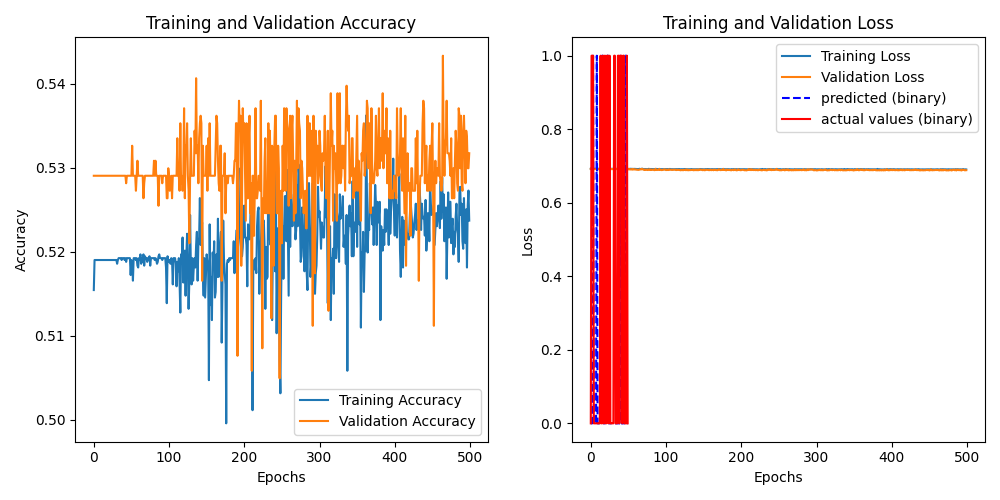 Training and Validation Accuracy
Accuracy
0.54
0.53
0.52
0.51
0.50
0
100
200
300
400
500
Epochs
Training Accuracy
Validation Accuracy
Training and Validation Loss
Loss
1.0
0.8
0.6
0.4
0.2
0.0
0
100
200
300
400
500
Epochs
Training Loss
Validation Loss
predicted (binary)
actual values (binary)